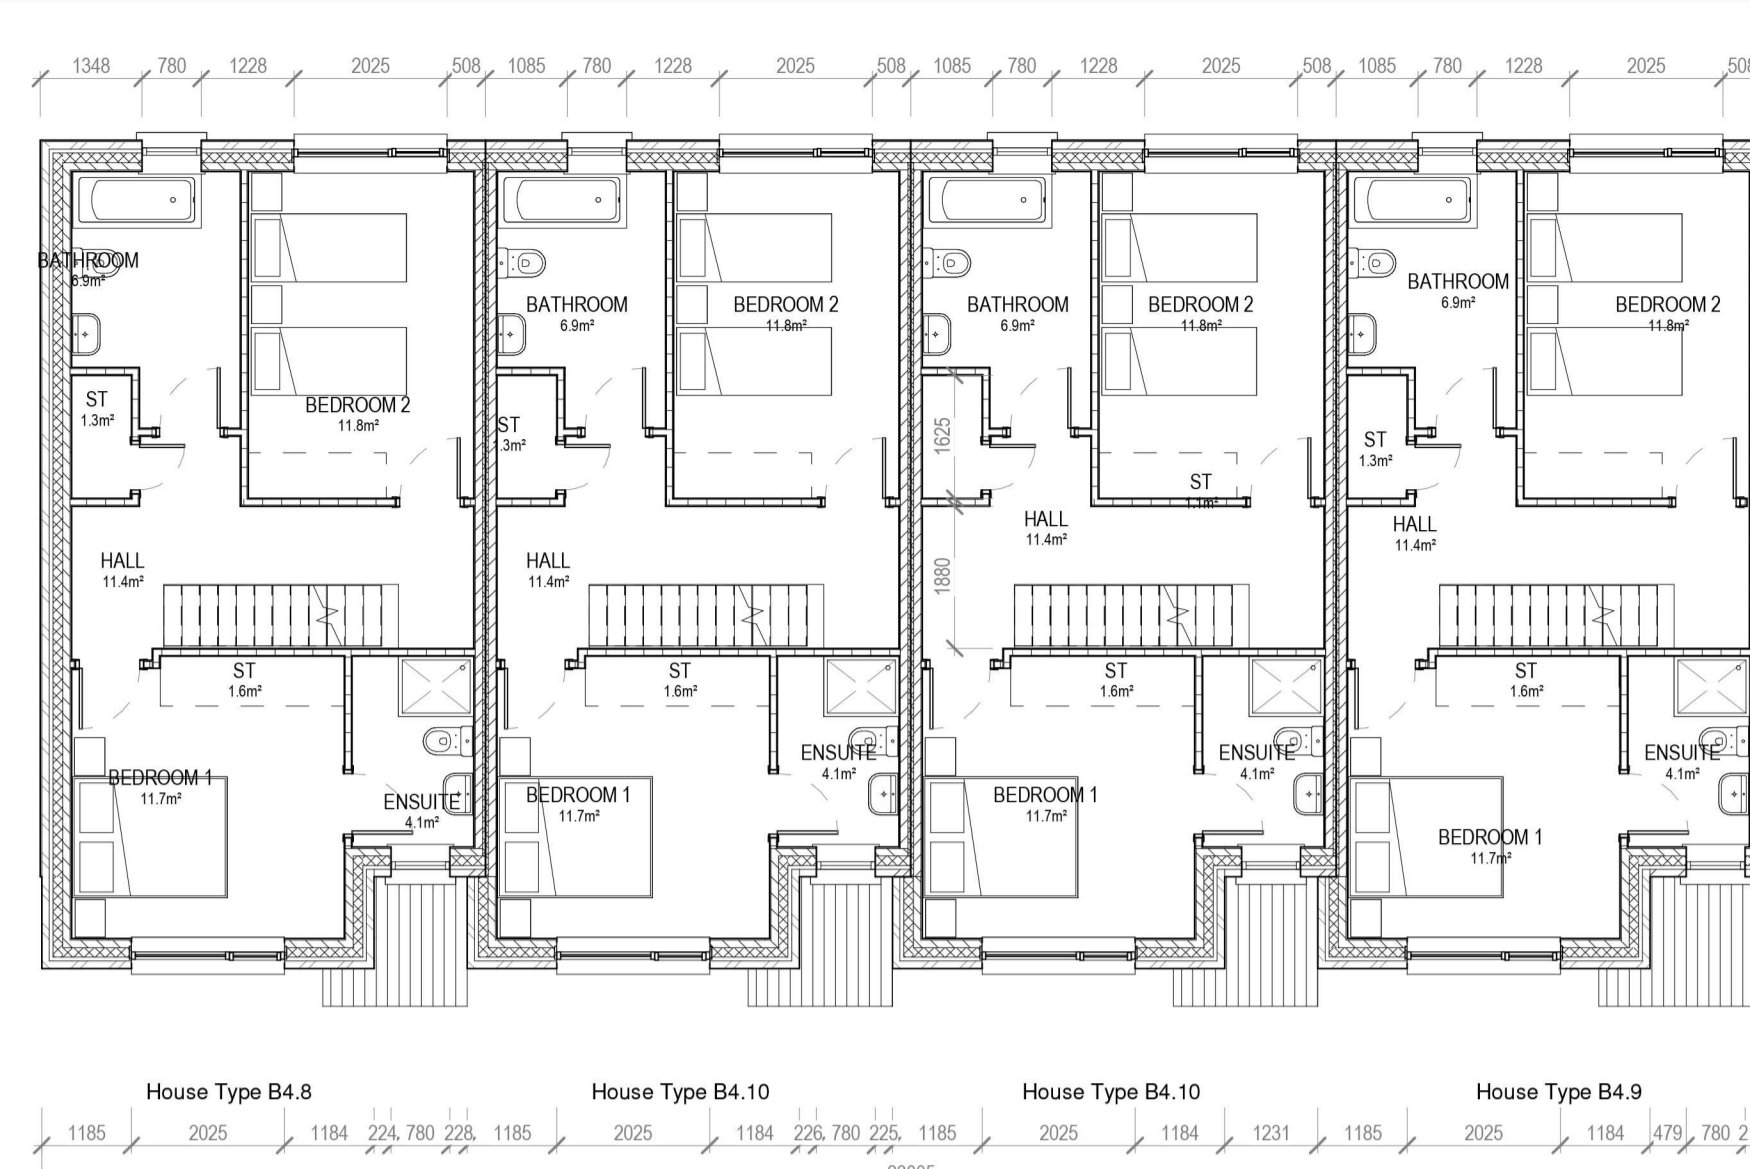 1348 780 1228 2025 508 1085 780 1228 2025 508 1085 780 1228 2025 508 1085 780 1228 2025 508
BATHROOM
6.9m²
BATHROOM
6.9m²
BATHROOM
6.9m²
BATHROOM
6.9m²
BEDROOM 2
11.8m²
BEDROOM 2
11.8m²
BEDROOM 2
11.8m²
BEDROOM 2
11.8m²
ST
1.3m²
ST
.3m²
1625
ST
1.1m²
ST
1.3m²
HALL
11.4m²
HALL
11.4m²
HALL
11.4m²
HALL
11.4m²
1880
ST
1.6m²
ST
1.6m²
ST
1.6m²
ST
1.6m²
BEDROOM 1
11.7m²
ENSUITE
4.1m²
BEDROOM 1
11.7m²
ENSUITE
4.1m²
BEDROOM 1
11.7m²
ENSUITE
4.1m²
BEDROOM 1
11.7m²
ENSUITE
4.1m²
House Type B4.8 House Type B4.10 House Type B4.10 House Type B4.9
1185 2025 1184 224, 780 228, 1185 2025 1184 226, 780 225, 1185 2025 1184 1231 1185 2025 1184 479 780 2